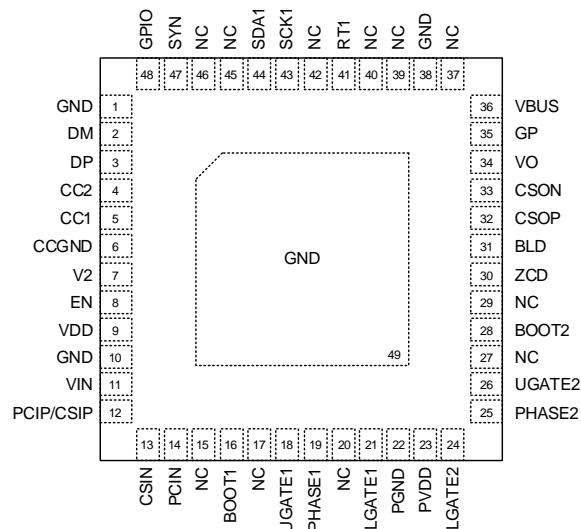 GPIO SYN NC NC SDA1 SCK1 NC RT1 NC NC GND NC
48 47 46 45 44 43 42 41 40 39 38 37
GND 1 36 VBUS
DM 2 35 GP
DP 3 34 VO
CC2 4 33 CSON
CC1 5 32 CSOP
CCGND 6 31 BLD
GND
V2 7 30 ZCD
EN 8 29 NC
VDD 9 28 BOOT2
GND 10 27 NC
49
VIN 11 26 UGATE2
PCIP/CSIP 12 25 PHASE2
13 14 15 16 17 18 19 20 21 22 23 24
CSIN PCIN NC BOOT1 NC UGATE1 PHASE1 NC LGATE1 PGND PVDD LGATE2